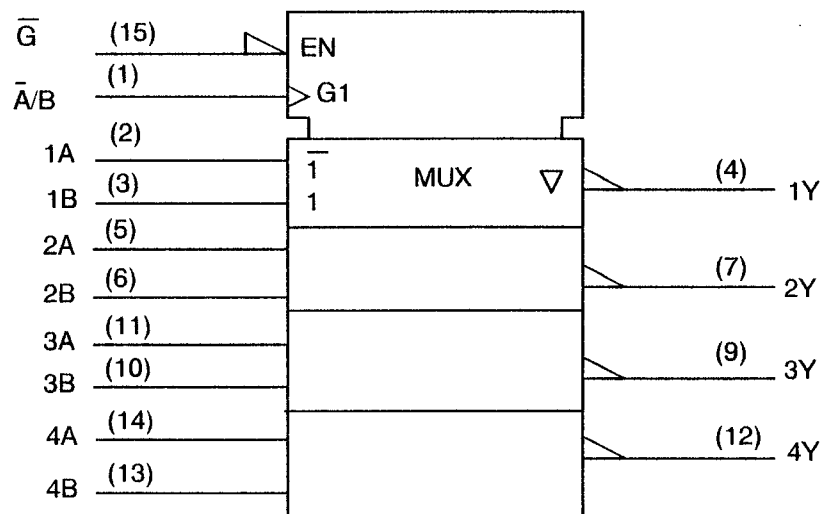 G̅ (15) EN
A̅/B (1) G1
1A (2) 1̅ MUX ▽ (4) 1Y
1B (3) 1
2A (5)
2B (6) (7) 2Y
3A (11)
3B (10) (9) 3Y
4A (14) (12) 4Y
4B (13)